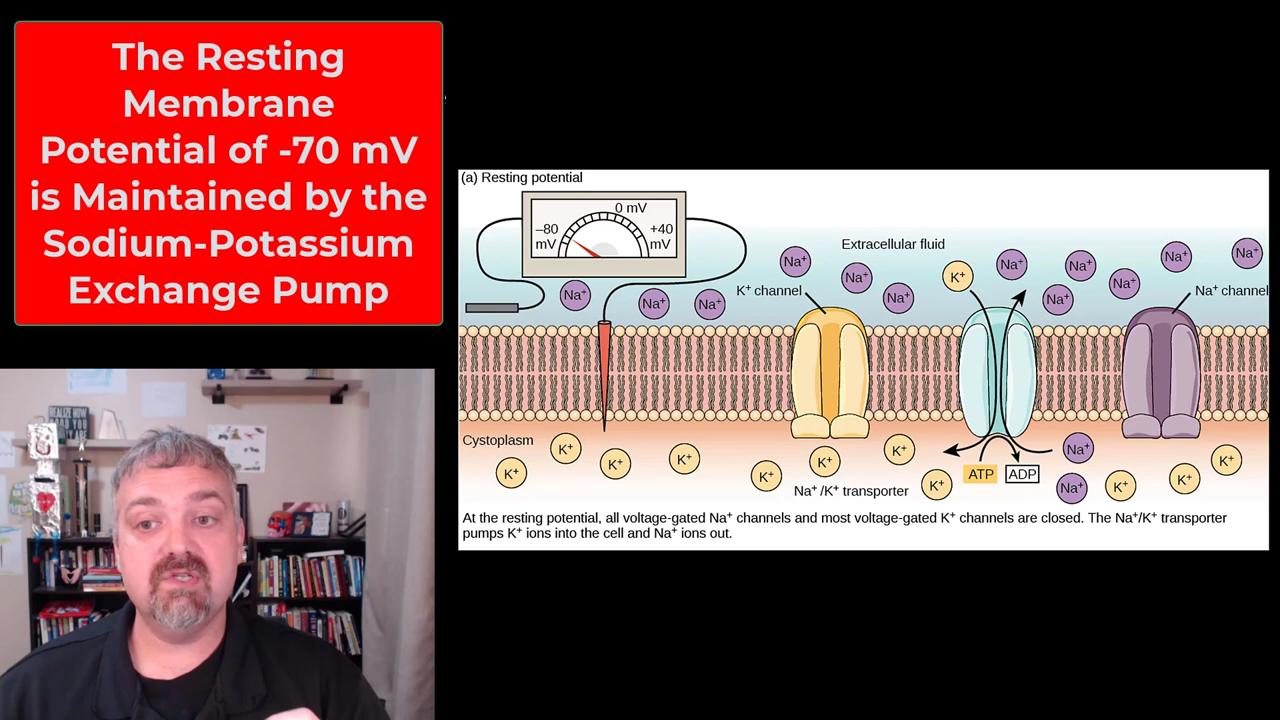 The Resting
Membrane
Potential of -70 mV
is Maintained by the
Sodium-Potassium
Exchange Pump
(a) Resting potential
0 mV
–80
mV
+40
mV
Extracellular fluid
Na⁺
Na⁺
Na⁺
Na⁺
Na⁺
Na⁺
K⁺
Na⁺
Na⁺
Na⁺
Na⁺
Na⁺
Na⁺
K⁺ channel
Na⁺ channel
Cystoplasm
K⁺
K⁺
K⁺
K⁺
K⁺
K⁺
K⁺
K⁺
ATP
ADP
Na⁺
Na⁺
K⁺
K⁺
K⁺
Na⁺/K⁺ transporter
At the resting potential, all voltage-gated Na⁺ channels and most voltage-gated K⁺ channels are closed. The Na⁺/K⁺ transporter
pumps K⁺ ions into the cell and Na⁺ ions out.
REALIZE HOW